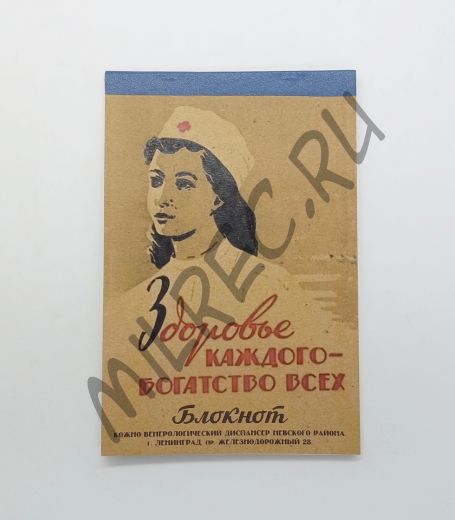 Здоровье
КАЖДОГО–
БОГАТСТВО ВСЕХ
Блокнот
КОЖНО ВЕНЕРОЛОГИЧЕСКИЙ ДИСПАНСЕР НЕВСКОГО РАЙОНА
Г. ЛЕНИНГРАД, ПР. ЖЕЛЕЗНОДОРОЖНЫЙ 28
MILREC.RU